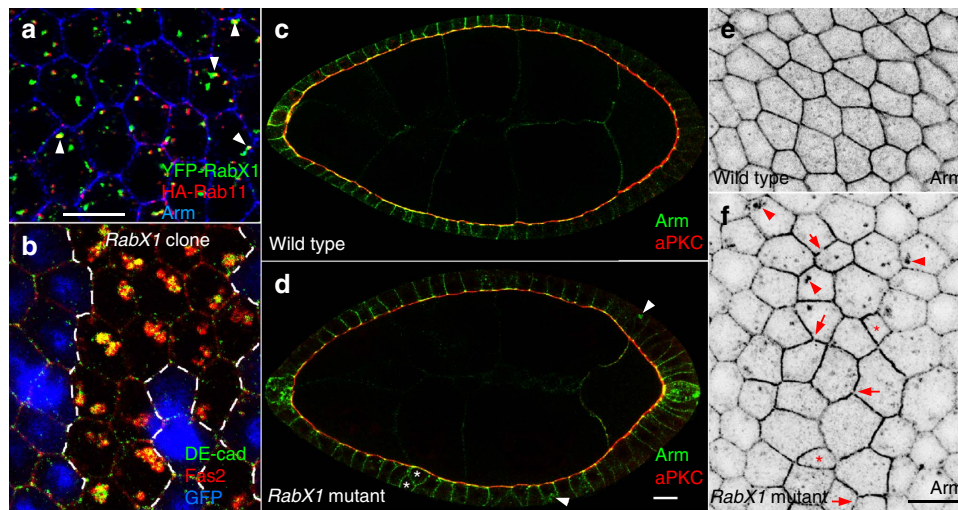 a
YFP-RabX1
HA-Rab11
Arm
b
RabX1 clone
DE-cad
Fas2
GFP
c
Wild type
Arm
aPKC
d
* *
RabX1 mutant
Arm
aPKC
e
Wild type
Arm
f
*
*
RabX1 mutant
Arm